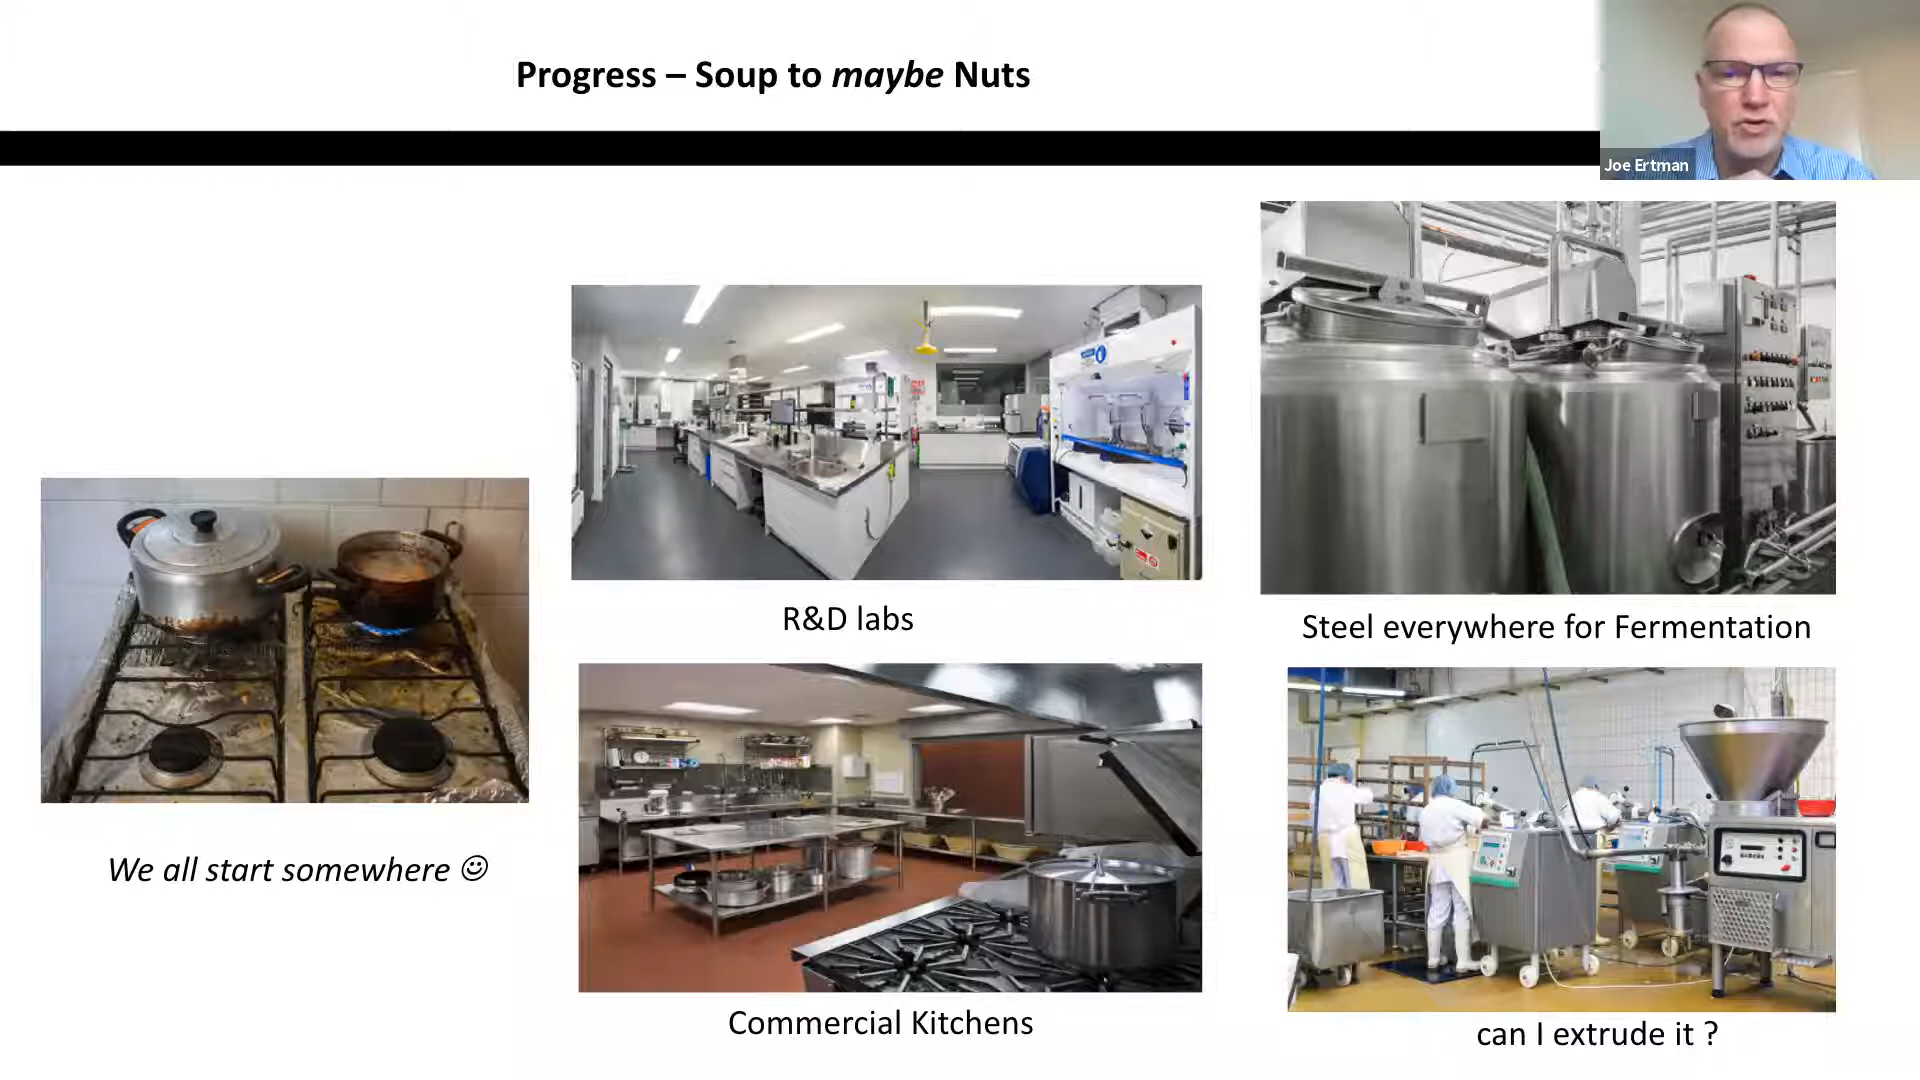 Progress – Soup to maybe Nuts
Joe Ertman
We all start somewhere ☺
R&D labs
Commercial Kitchens
Steel everywhere for Fermentation
can I extrude it ?